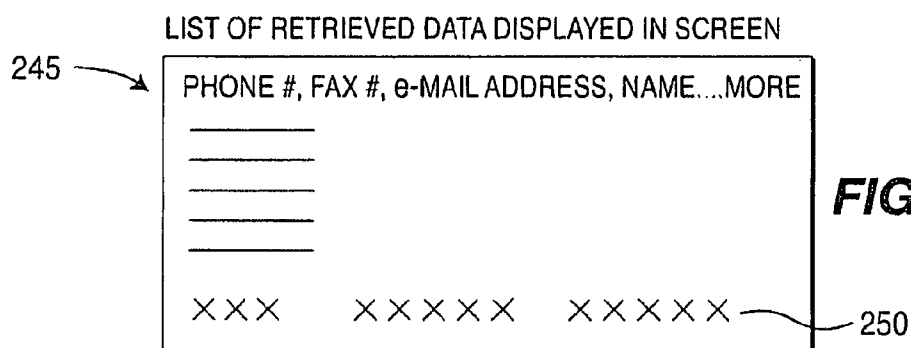 LIST OF RETRIEVED DATA DISPLAYED IN SCREEN
245
PHONE #, FAX #, e-MAIL ADDRESS, NAME....MORE
FIG
XXX XXXXX XXXXX
250